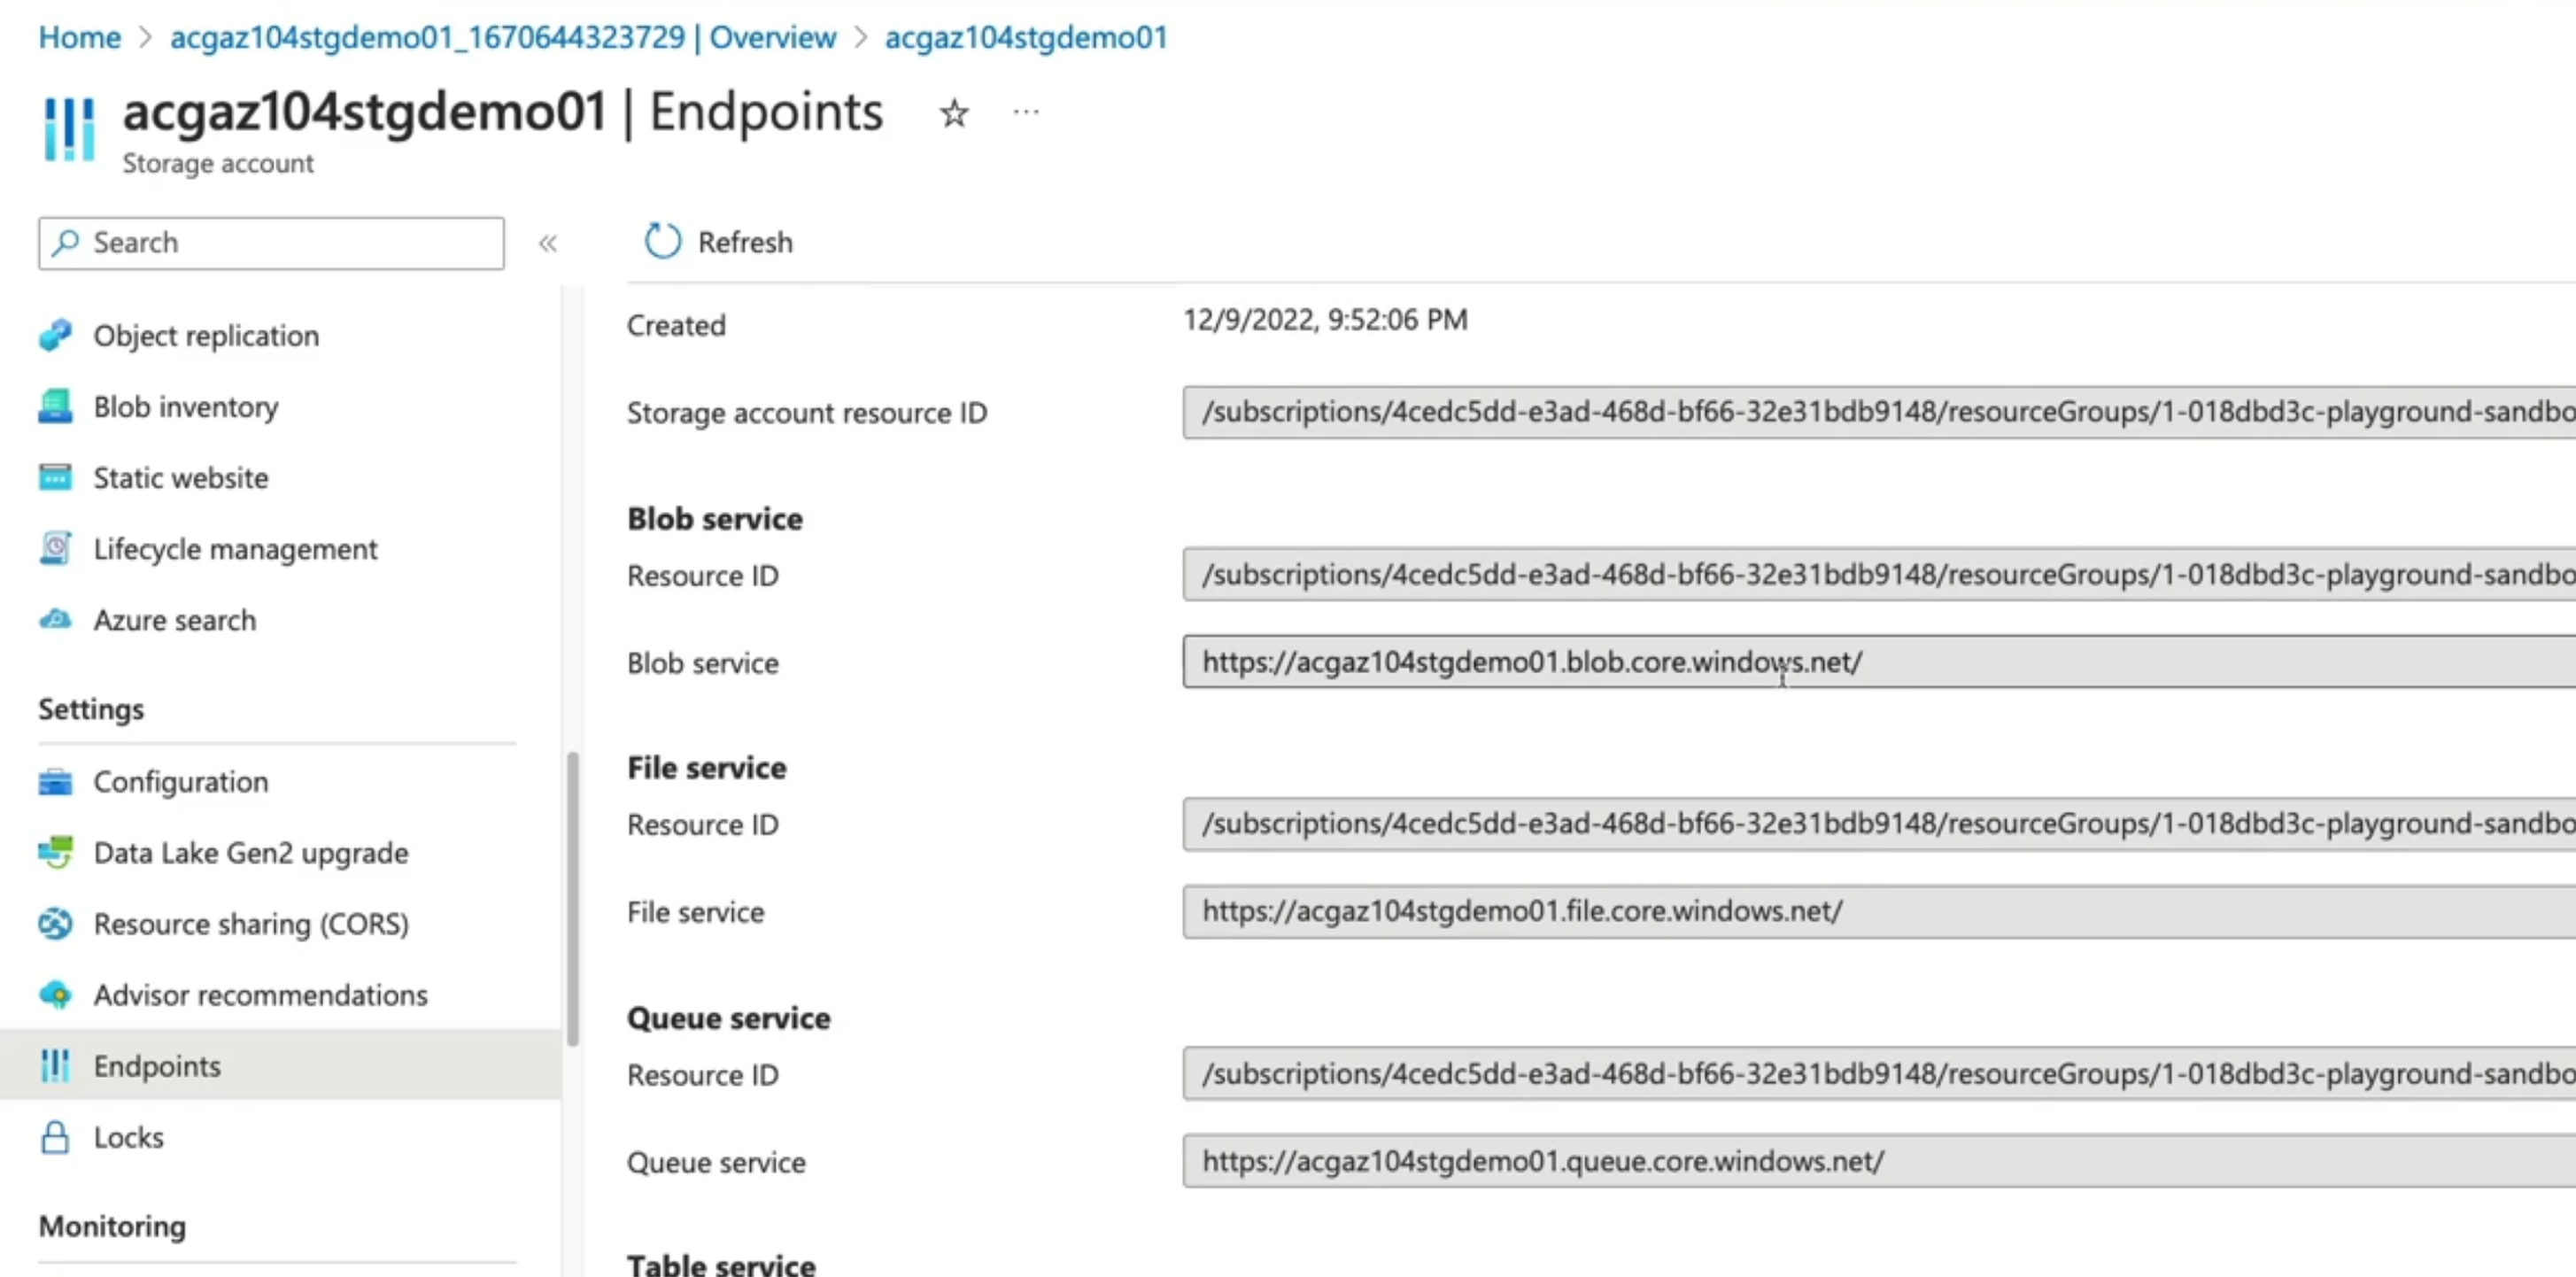 Home > acgaz104stgdemo01_1670644323729 | Overview > acgaz104stgdemo01
acgaz104stgdemo01 | Endpoints
Storage account
Search
Refresh
Object replication
Blob inventory
Static website
Lifecycle management
Azure search
Settings
Configuration
Data Lake Gen2 upgrade
Resource sharing (CORS)
Advisor recommendations
Endpoints
Locks
Monitoring
Created
12/9/2022, 9:52:06 PM
Storage account resource ID
/subscriptions/4cedc5dd-e3ad-468d-bf66-32e31bdb9148/resourceGroups/1-018dbd3c-playground-sandbo
Blob service
Resource ID
/subscriptions/4cedc5dd-e3ad-468d-bf66-32e31bdb9148/resourceGroups/1-018dbd3c-playground-sandbo
Blob service
https://acgaz104stgdemo01.blob.core.windows.net/
File service
Resource ID
/subscriptions/4cedc5dd-e3ad-468d-bf66-32e31bdb9148/resourceGroups/1-018dbd3c-playground-sandbo
File service
https://acgaz104stgdemo01.file.core.windows.net/
Queue service
Resource ID
/subscriptions/4cedc5dd-e3ad-468d-bf66-32e31bdb9148/resourceGroups/1-018dbd3c-playground-sandbo
Queue service
https://acgaz104stgdemo01.queue.core.windows.net/
Table service